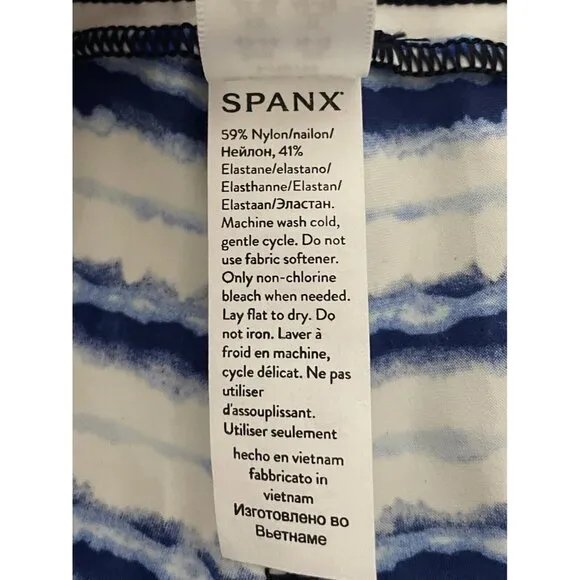 SPANX
59% Nylon/nailon/
Нейлон, 41%
Elastane/elastano/
Elasthanne/Elastan/
Elastaan/Эластан.
Machine wash cold,
gentle cycle. Do not
use fabric softener.
Only non-chlorine
bleach when needed.
Lay flat to dry. Do
not iron. Laver à
froid en machine,
cycle délicat. Ne pas
utiliser
d'assouplissant.
Utiliser seulement
hecho en vietnam
fabbricato in
vietnam
Изготовлено во
Вьетнаме